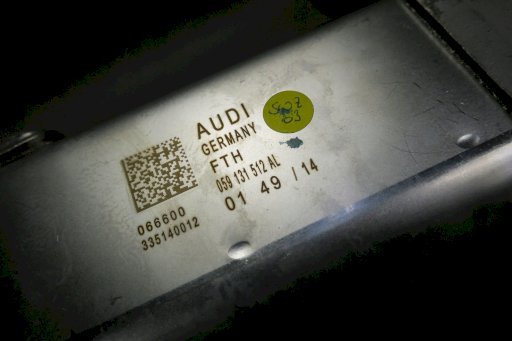 AUDI
GERMANY
FTH
059 131 512 AL
01 49 | 14
066600
335140012